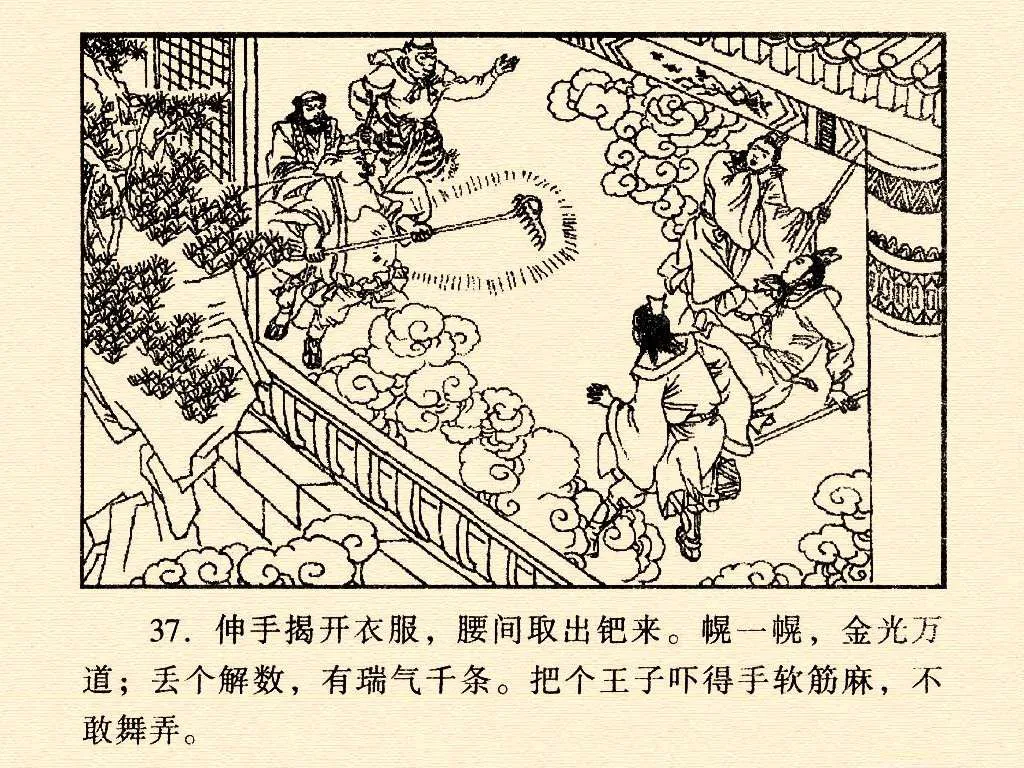 37. 伸手揭开衣服，腰间取出钯来。幌一幌，金光万
道；丢个解数，有瑞气千条。把个王子吓得手软筋麻，不
敢舞弄。